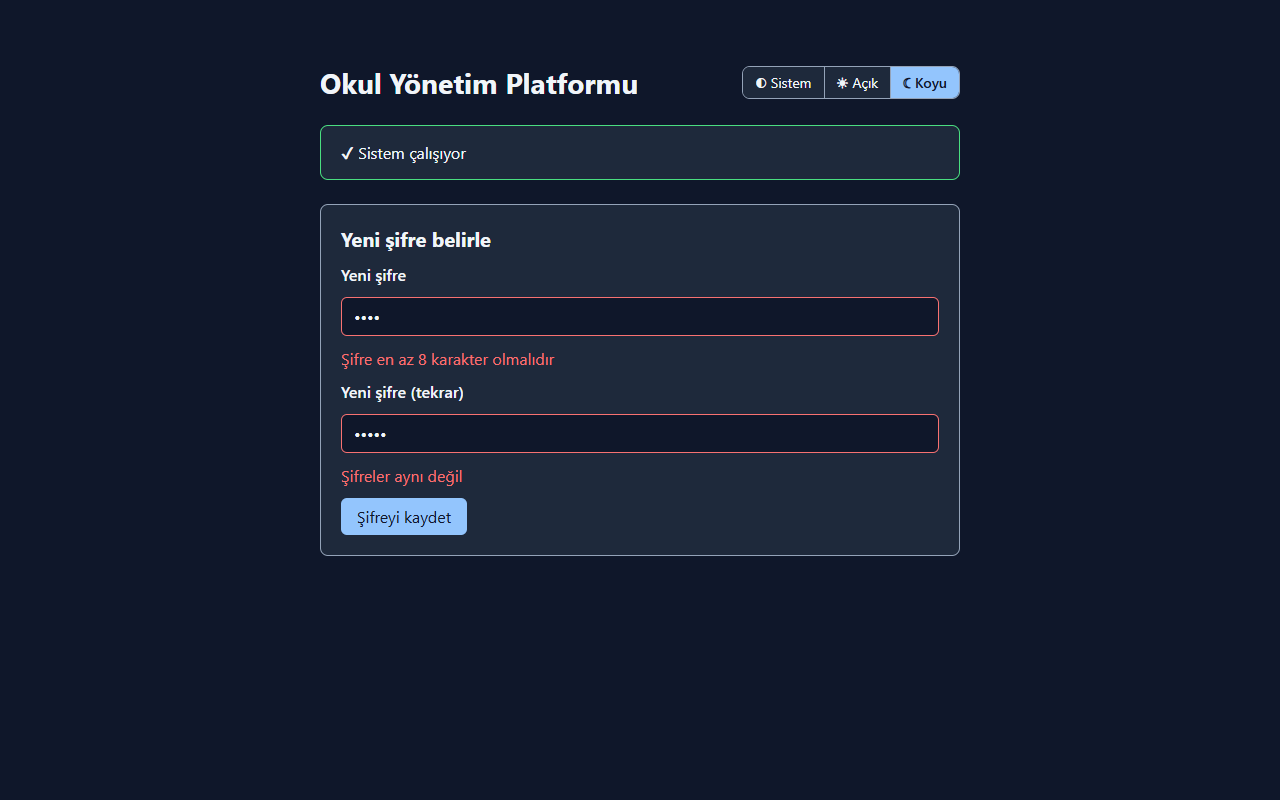 Okul Yönetim Platformu
◐ Sistem ☀ Açık ☾ Koyu
✓ Sistem çalışıyor
Yeni şifre belirle
Yeni şifre
••••
Şifre en az 8 karakter olmalıdır
Yeni şifre (tekrar)
•••••
Şifreler aynı değil
Şifreyi kaydet